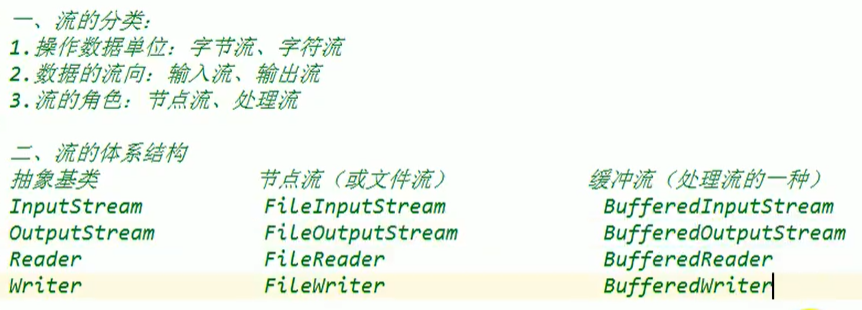 一、流的分类：
1.操作数据单位：字节流、字符流
2.数据的流向：输入流、输出流
3.流的角色：节点流、处理流
二、流的体系结构
抽象基类 节点流（或文件流） 缓冲流（处理流的一种）
InputStream FileInputStream BufferedInputStream
OutputStream FileOutputStream BufferedOutputStream
Reader FileReader BufferedReader
Writer FileWriter BufferedWriter